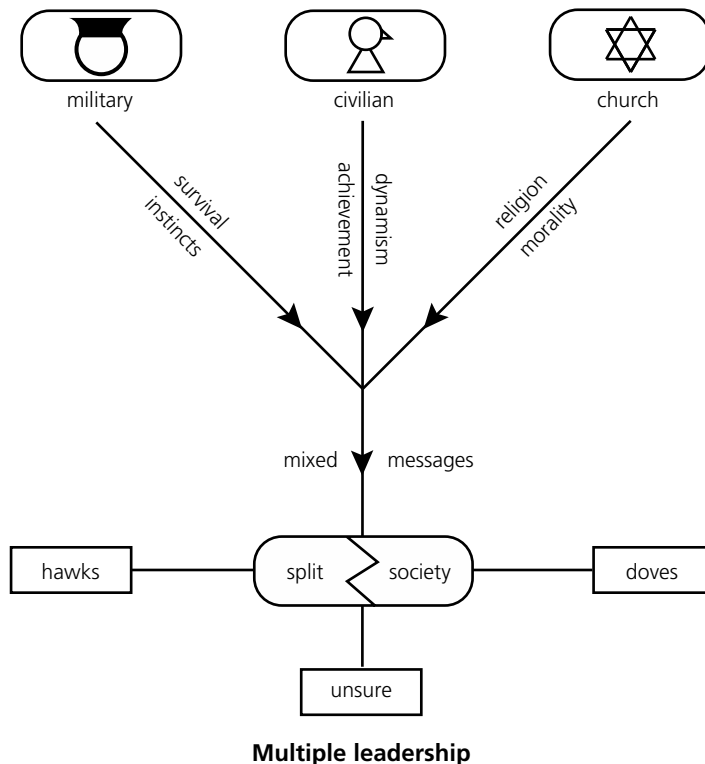 military
civilian
church
survival
instincts
achievement
dynamism
religion
morality
mixed messages
hawks
split society
doves
unsure
Multiple leadership